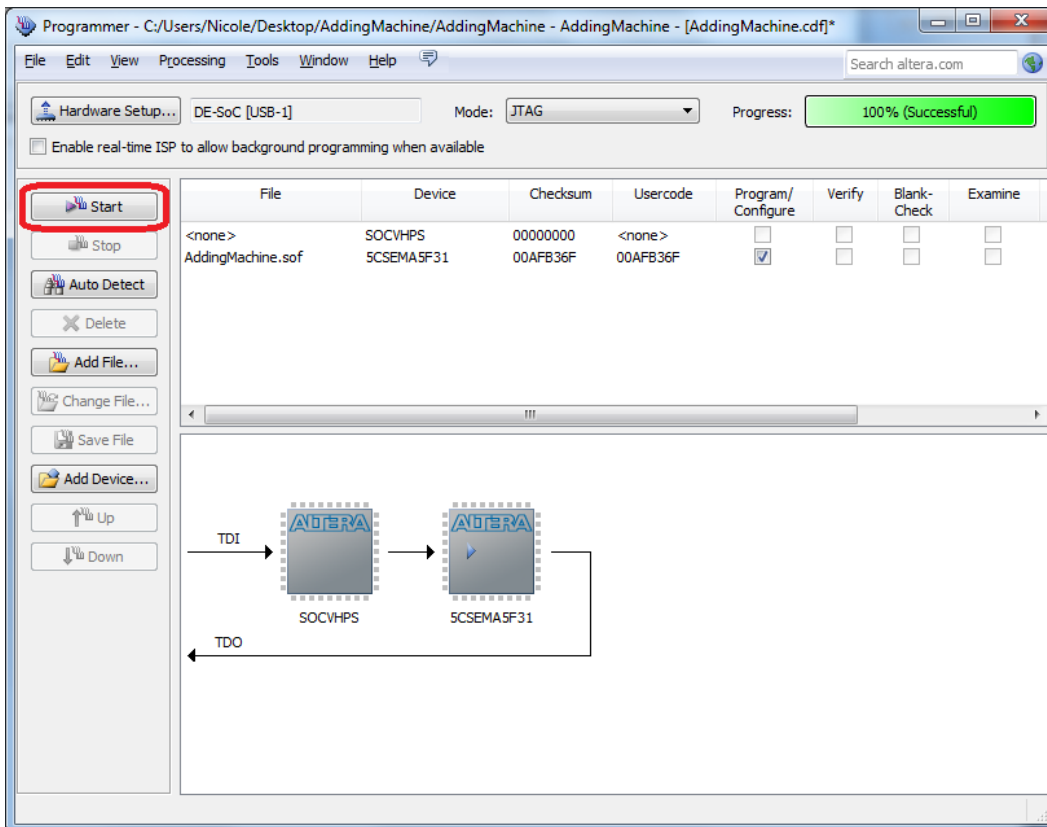 Programmer - C:/Users/Nicole/Desktop/AddingMachine/AddingMachine - AddingMachine - [AddingMachine.cdf]*
File Edit View Processing Tools Window Help Search altera.com
Hardware Setup... DE-SoC [USB-1] Mode: JTAG Progress: 100% (Successful)
Enable real-time ISP to allow background programming when available
Start
Stop
Auto Detect
Delete
Add File...
Change File...
Save File
Add Device...
Up
Down
File Device Checksum Usercode Program/ Verify Blank- Examine
Configure Check
<none> SOCVHPS 00000000 <none>
AddingMachine.sof 5CSEMA5F31 00AFB36F 00AFB36F
ALTERA ALTERA
TDI
SOCVHPS 5CSEMA5F31
TDO